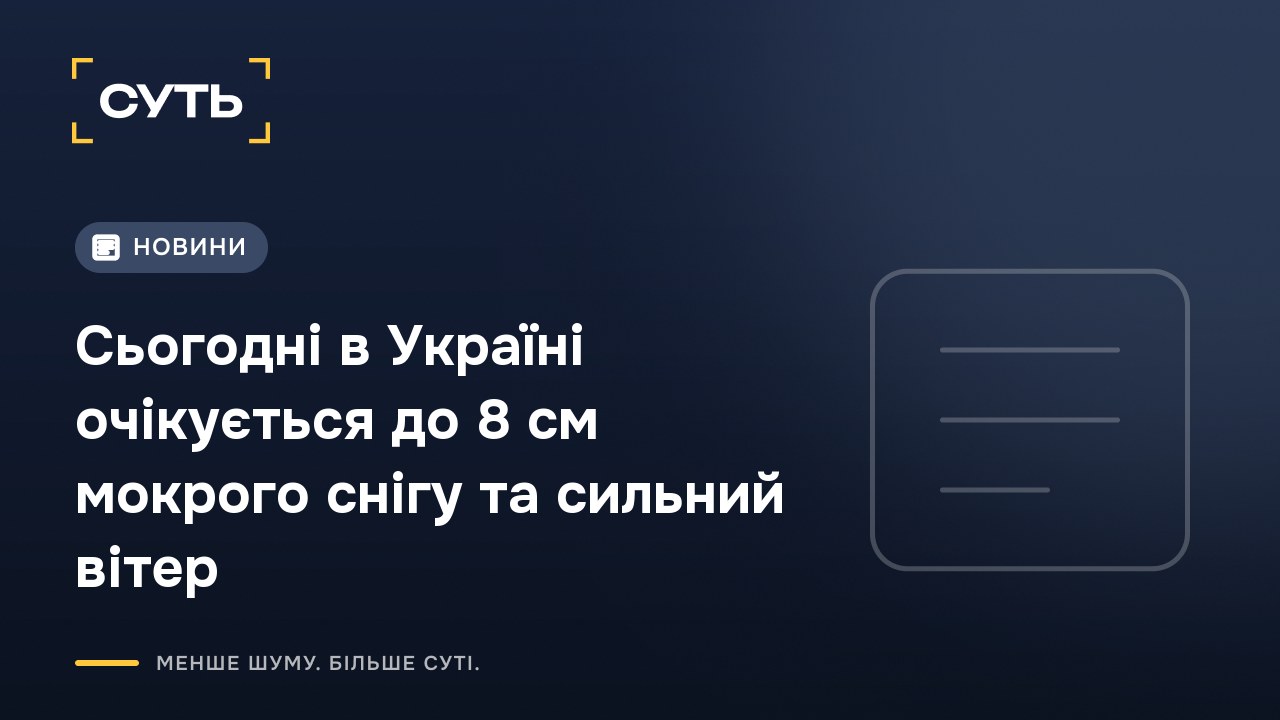 СУТЬ
НОВИНИ
Сьогодні в Україні
очікується до 8 см
мокрого снігу та сильний
вітер
МЕНШЕ ШУМУ. БІЛЬШЕ СУТІ.